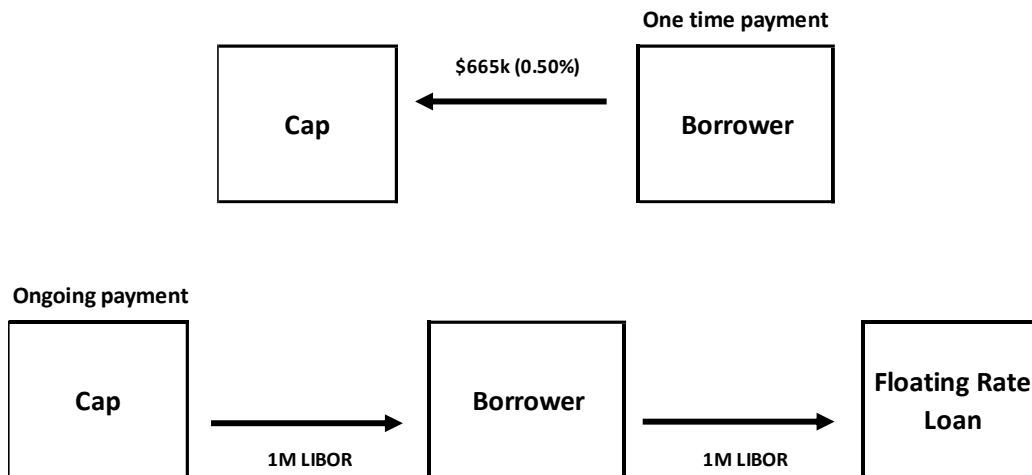 One time payment
$665k (0.50%)
Cap
Borrower
Ongoing payment
Cap
Borrower
Floating Rate
Loan
1M LIBOR
1M LIBOR